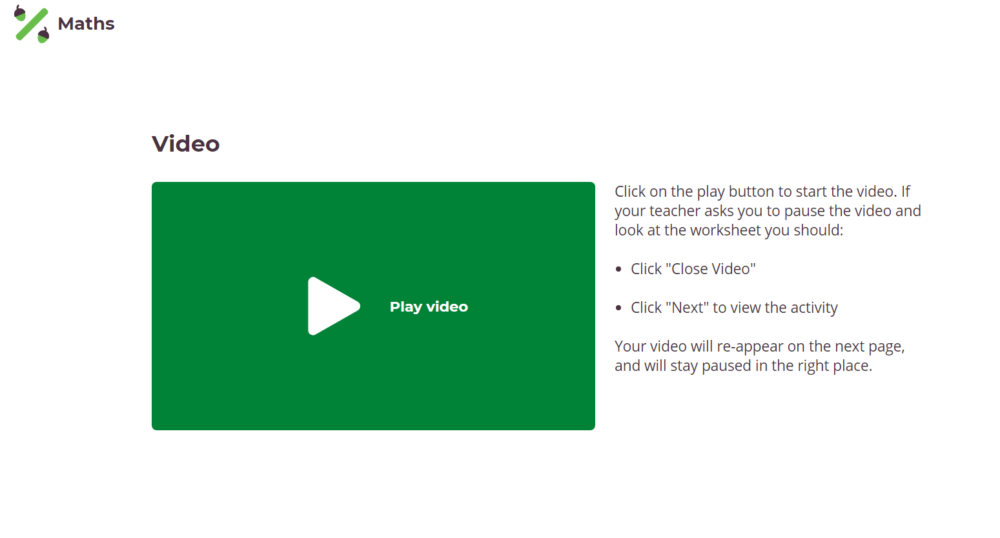 Maths
Video
Play video
Click on the play button to start the video. If
your teacher asks you to pause the video and
look at the worksheet you should:
• Click "Close Video"
• Click "Next" to view the activity
Your video will re-appear on the next page,
and will stay paused in the right place.